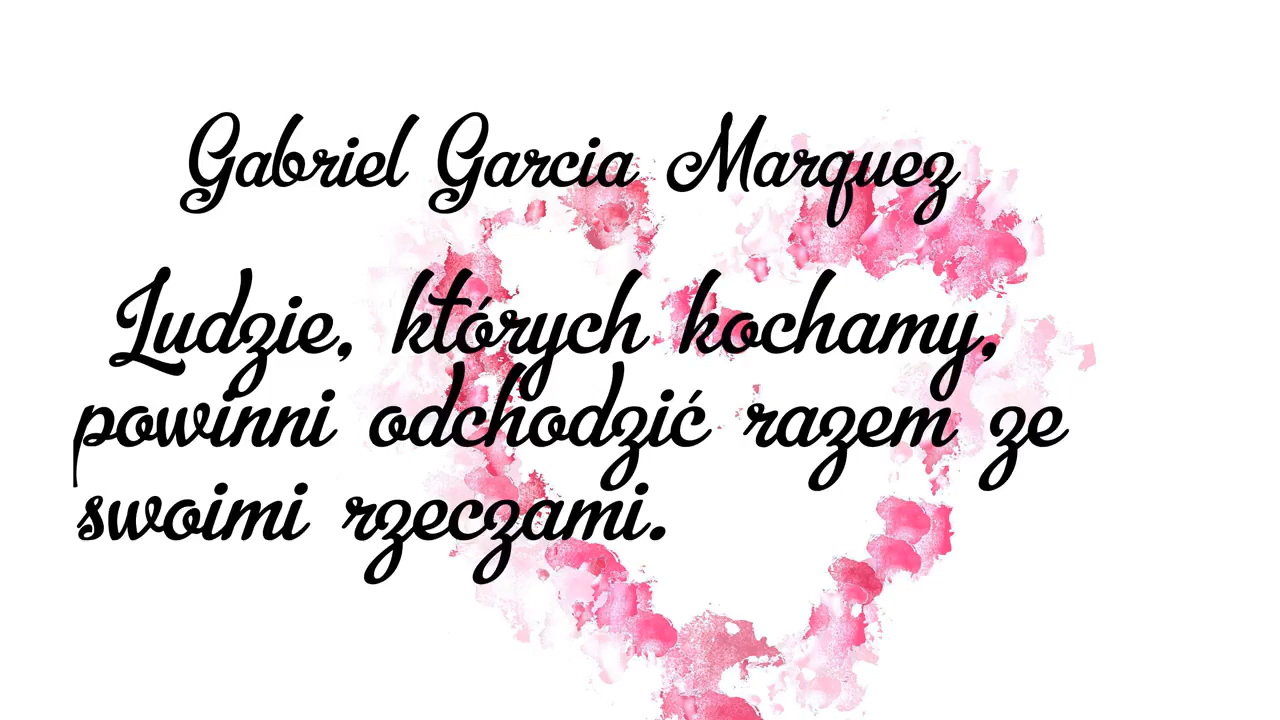 Gabriel Garcia Marquez
Ludzie, których kochamy,
powinni odchodzić razem ze
swoimi rzeczami.